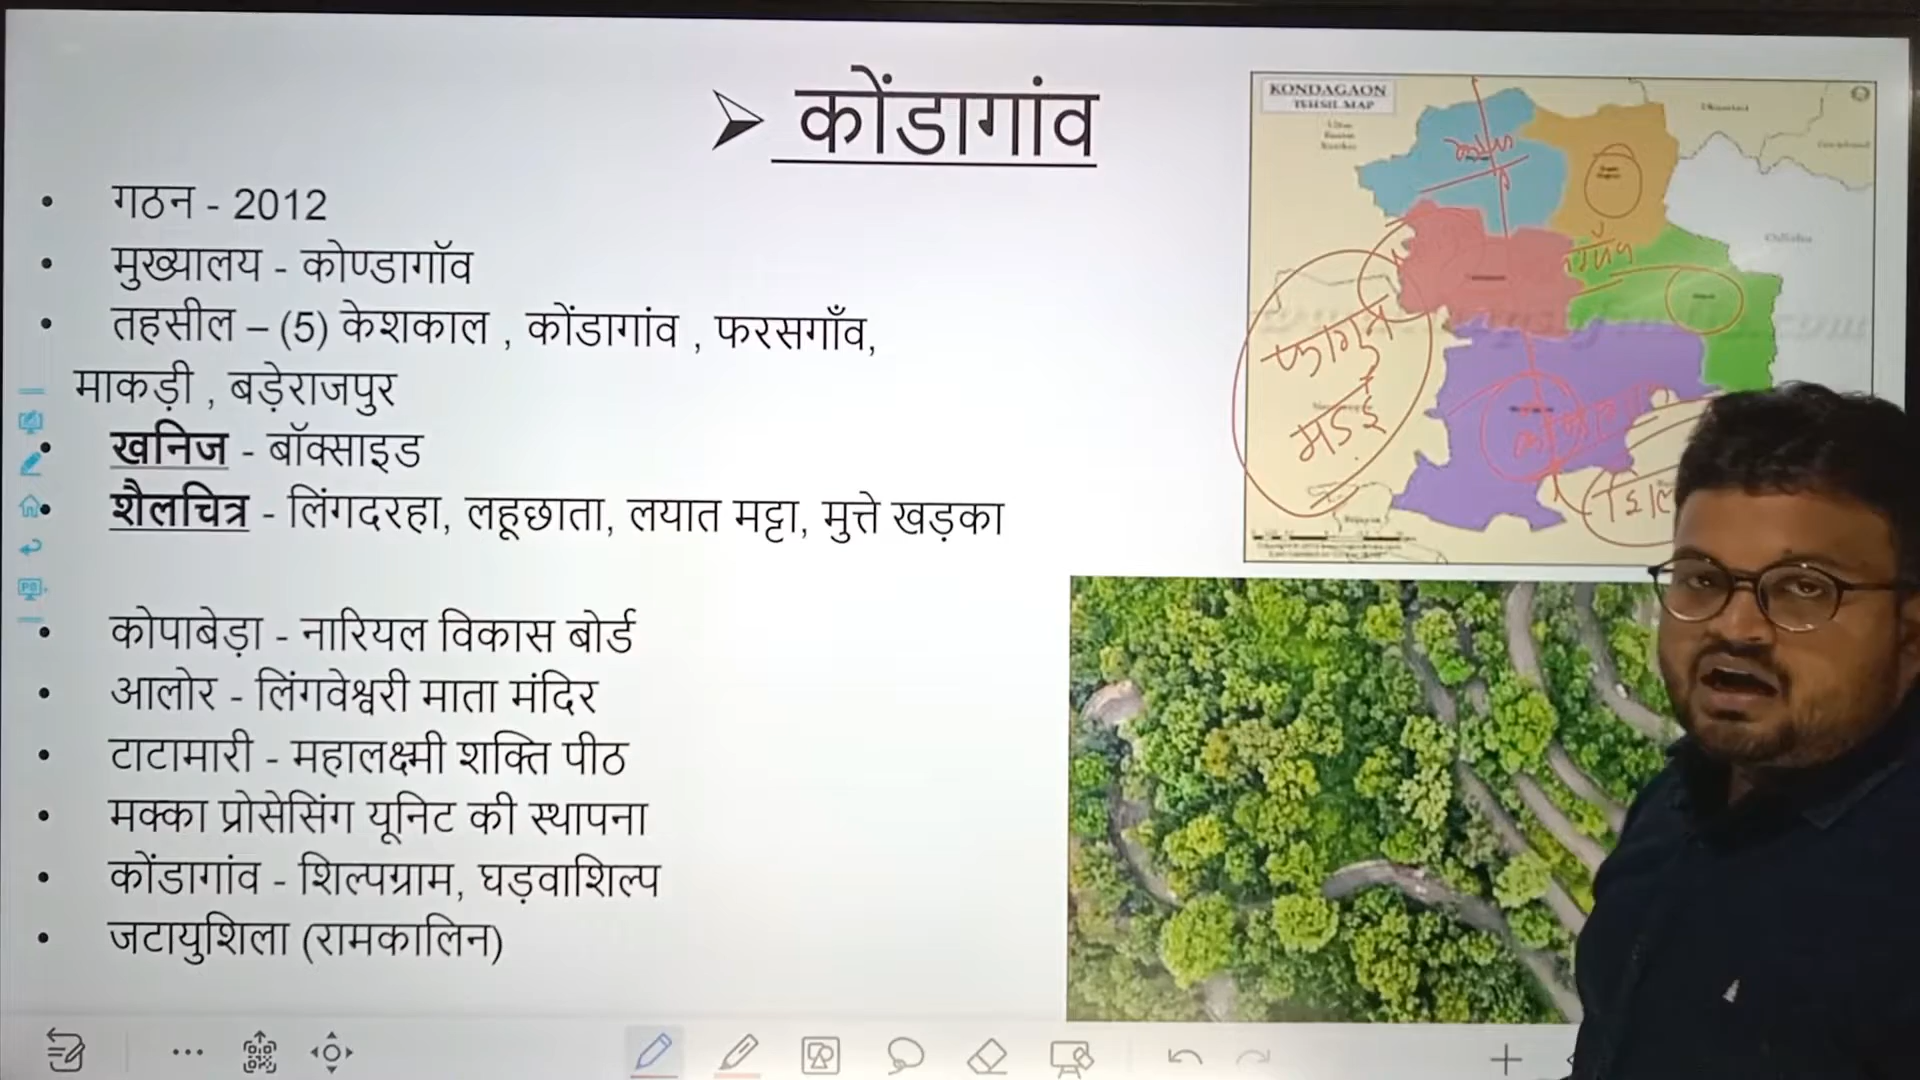 ➢ कोंडागांव
• गठन - 2012
• मुख्यालय - कोण्डागॉव
• तहसील – (5) केशकाल , कोंडागांव , फरसगाँव,
माकड़ी , बड़ेराजपुर
• खनिज - बॉक्साइड
• शैलचित्र - लिंगदरहा, लहूछाता, लयात मट्टा, मुत्ते खड़का
• कोपाबेड़ा - नारियल विकास बोर्ड
• आलोर - लिंगवेश्वरी माता मंदिर
• टाटामारी - महालक्ष्मी शक्ति पीठ
• मक्का प्रोसेसिंग यूनिट की स्थापना
• कोंडागांव - शिल्पग्राम, घड़वाशिल्प
• जटायुशिला (रामकालिन)
KONDAGAON
TEHSIL MAP
फागुन
मडई